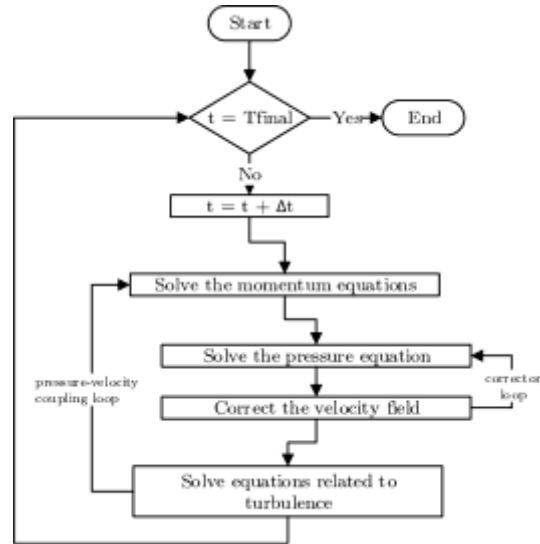 Start
t = Tfinal
Yes
End
No
t = t + Δt
Solve the momentum equations
Solve the pressure equation
pressure-velocity
coupling loop
corrector
loop
Correct the velocity field
Solve equations related to
turbulence